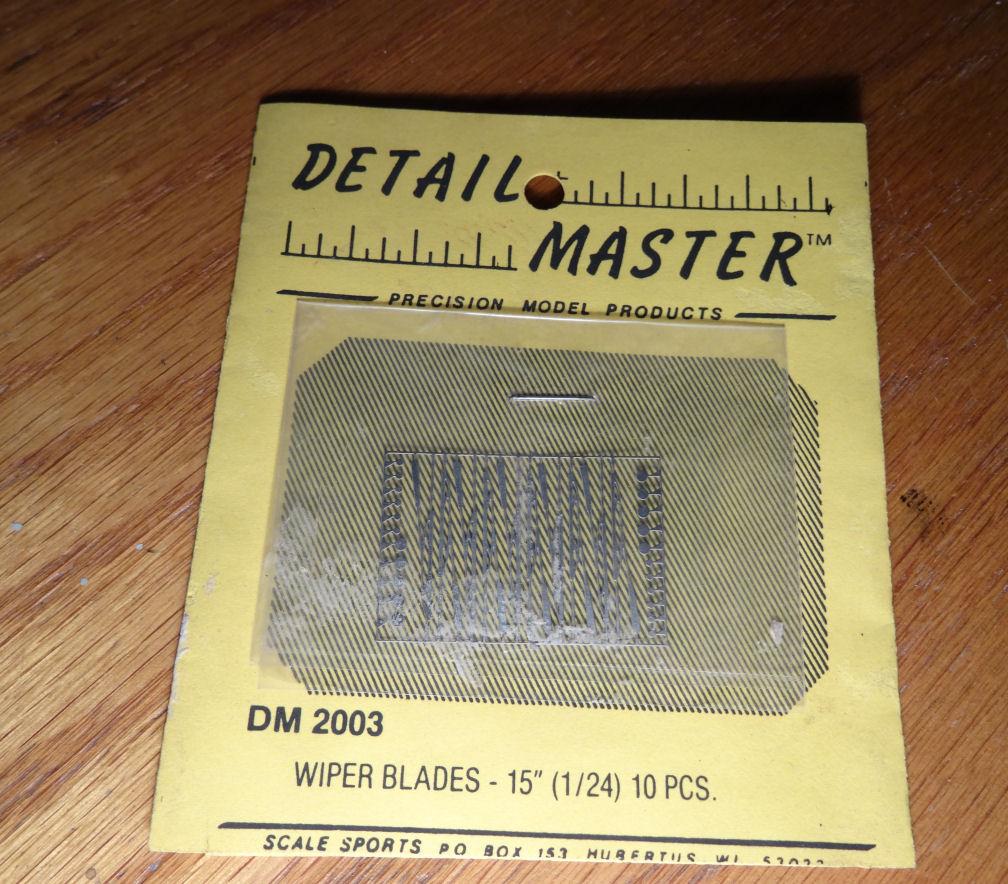 DETAIL
MASTER™
PRECISION MODEL PRODUCTS
DM 2003
WIPER BLADES - 15" (1/24) 10 PCS.
SCALE SPORTS P.O. BOX 153 HUBERTUS, WI.